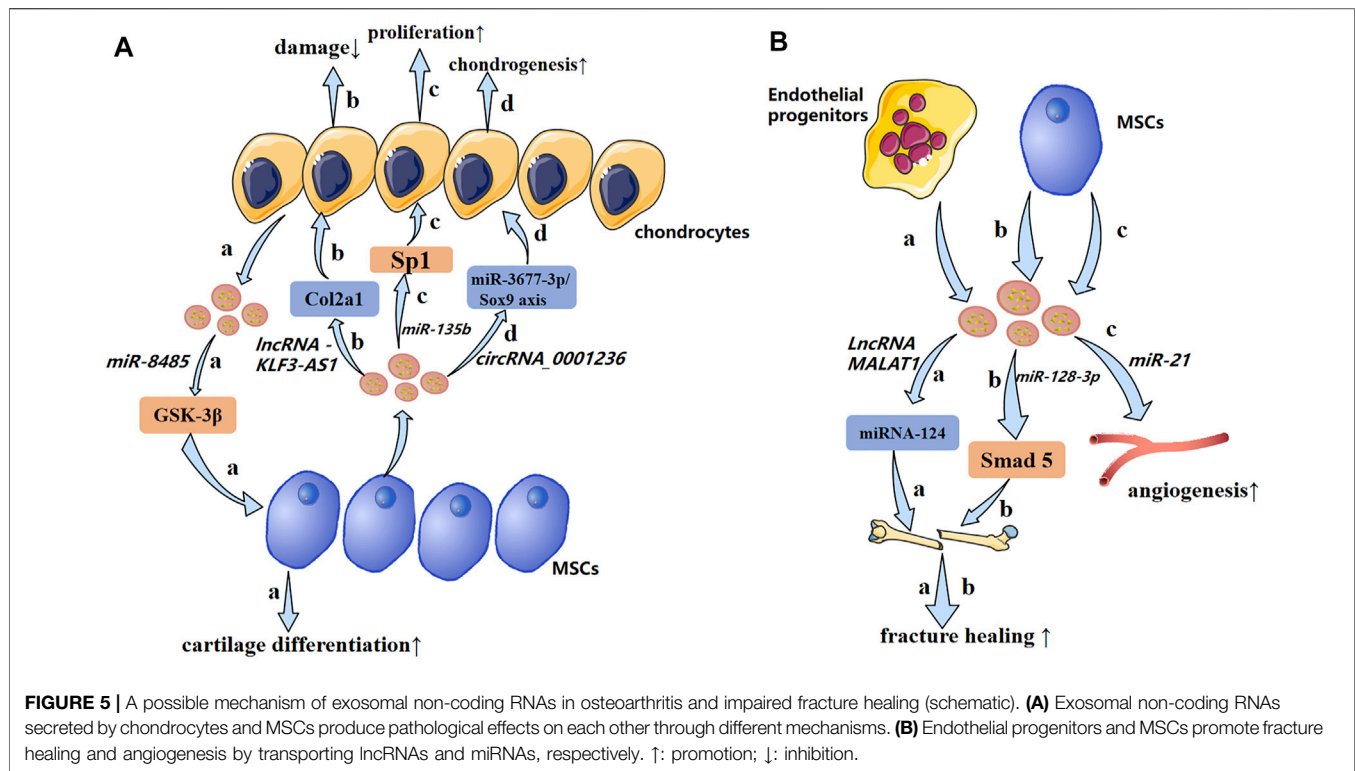 A
damage↓
proliferation↑
chondrogenesis↑
b
c
d
chondrocytes
a
b
c
d
Sp1
Col2a1
miR-3677-3p/
Sox9 axis
miR-8485
a
lncRNA -
KLF3-AS1
b
c
miR-135b
d
circRNA_0001236
GSK-3β
a
MSCs
a
cartilage differentiation↑
B
Endothelial
progenitors
MSCs
a
b
c
LncRNA
MALAT1
a
b
miR-128-3p
c
miR-21
miRNA-124
Smad 5
angiogenesis↑
a
b
a
b
fracture healing ↑
FIGURE 5 | A possible mechanism of exosomal non-coding RNAs in osteoarthritis and impaired fracture healing (schematic). (A) Exosomal non-coding RNAs
secreted by chondrocytes and MSCs produce pathological effects on each other through different mechanisms. (B) Endothelial progenitors and MSCs promote fracture
healing and angiogenesis by transporting lncRNAs and miRNAs, respectively. ↑: promotion; ↓: inhibition.